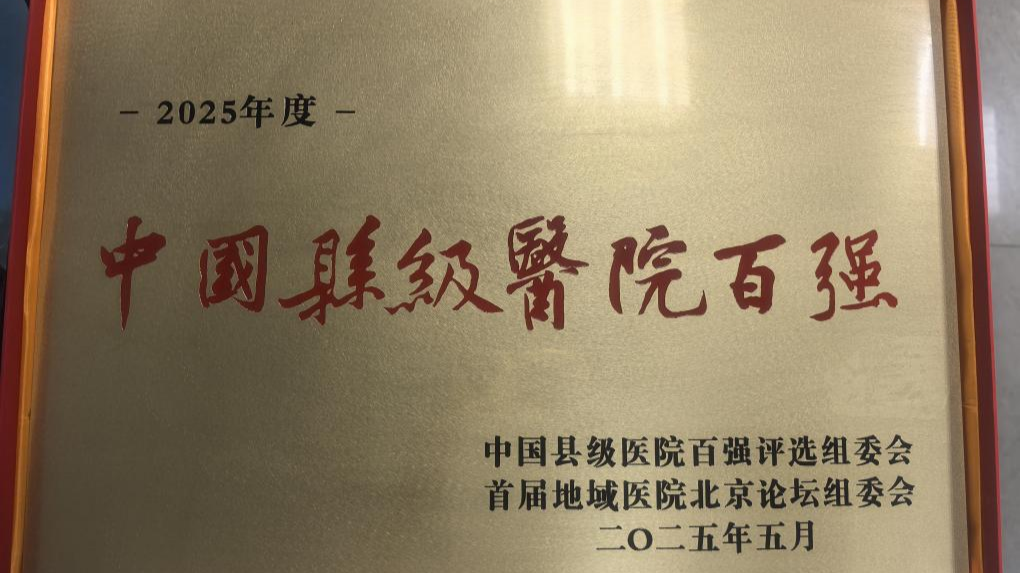 - 2025年度 -
中國縣級醫院百强
中国县级医院百强评选组委会
首届地域医院北京论坛组委会
二〇二五年五月